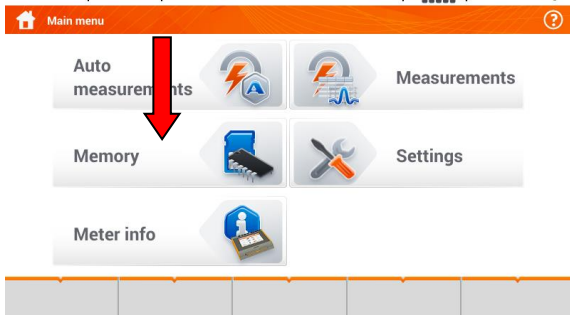 Main menu
?
Auto
measurements
Measurements
Memory
Settings
Meter info